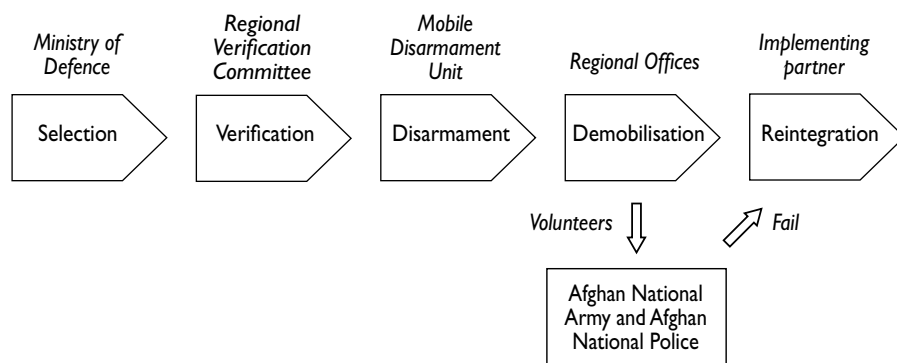 Ministry of
Defence
Regional
Verification
Committee
Mobile
Disarmament
Unit
Regional Offices
Implementing
partner
Selection
Verification
Disarmament
Demobilisation
Reintegration
Volunteers
Fail
Afghan National
Army and Afghan
National Police